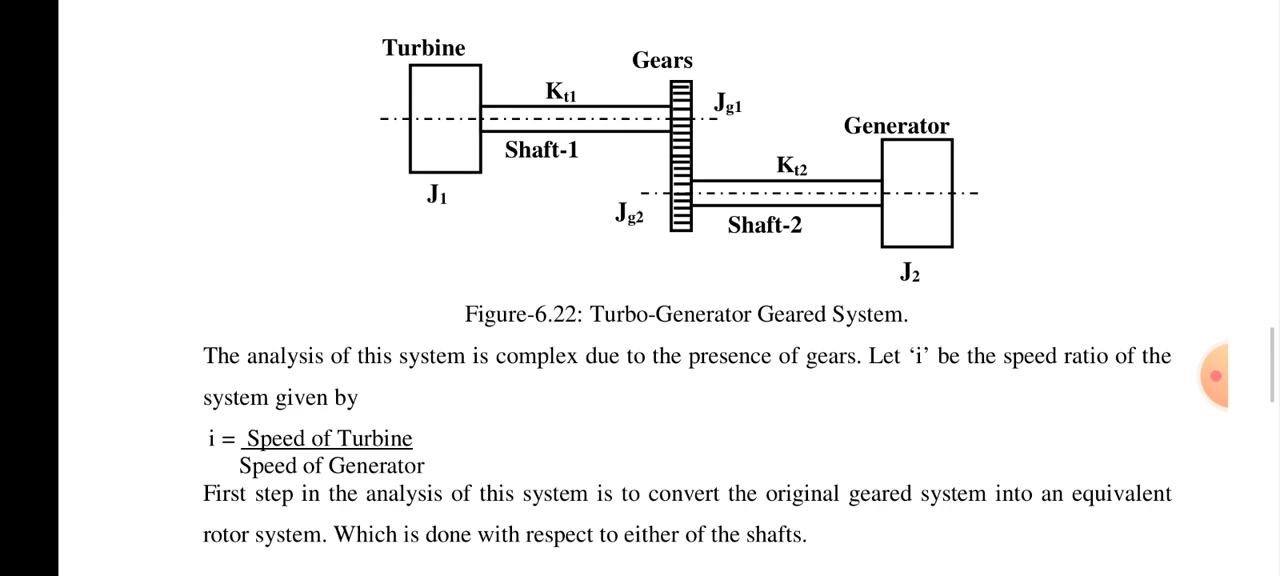 Turbine
Gears
Kt1
Jg1
Generator
Shaft-1
Kt2
J1
Jg2
Shaft-2
J2
Figure-6.22: Turbo-Generator Geared System.
The analysis of this system is complex due to the presence of gears. Let ‘i’ be the speed ratio of the
system given by
i = Speed of Turbine
Speed of Generator
First step in the analysis of this system is to convert the original geared system into an equivalent
rotor system. Which is done with respect to either of the shafts.